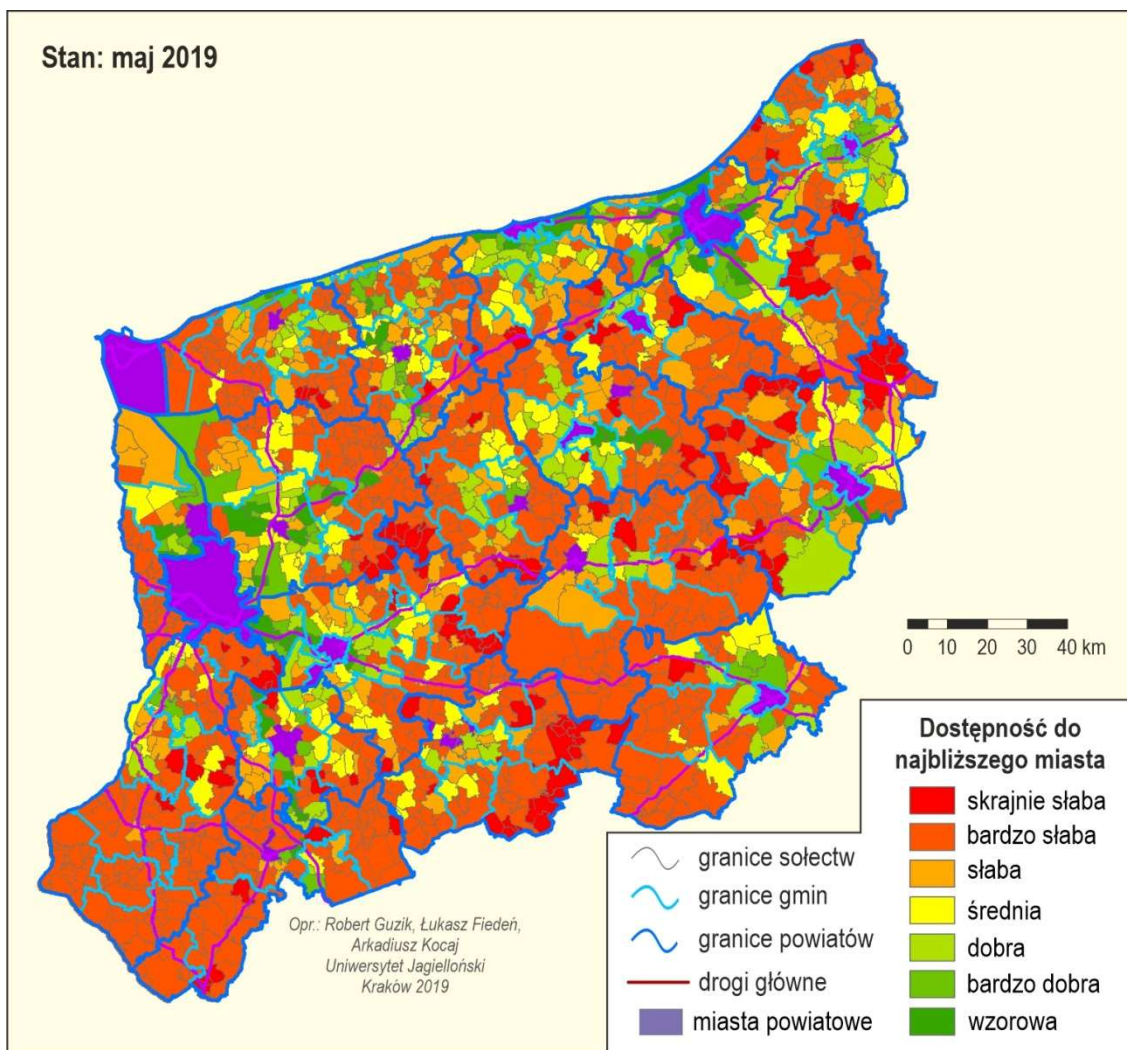 Stan: maj 2019
0 10 20 30 40 km
Dostępność do
najbliższego miasta
skrajnie słaba
bardzo słaba
słaba
średnia
dobra
bardzo dobra
wzorowa
granice sołectw
granice gmin
granice powiatów
drogi główne
miasta powiatowe
Opr.: Robert Guzik, Łukasz Fiedeń,
Arkadiusz Kocaj
Uniwersytet Jagielloński
Kraków 2019